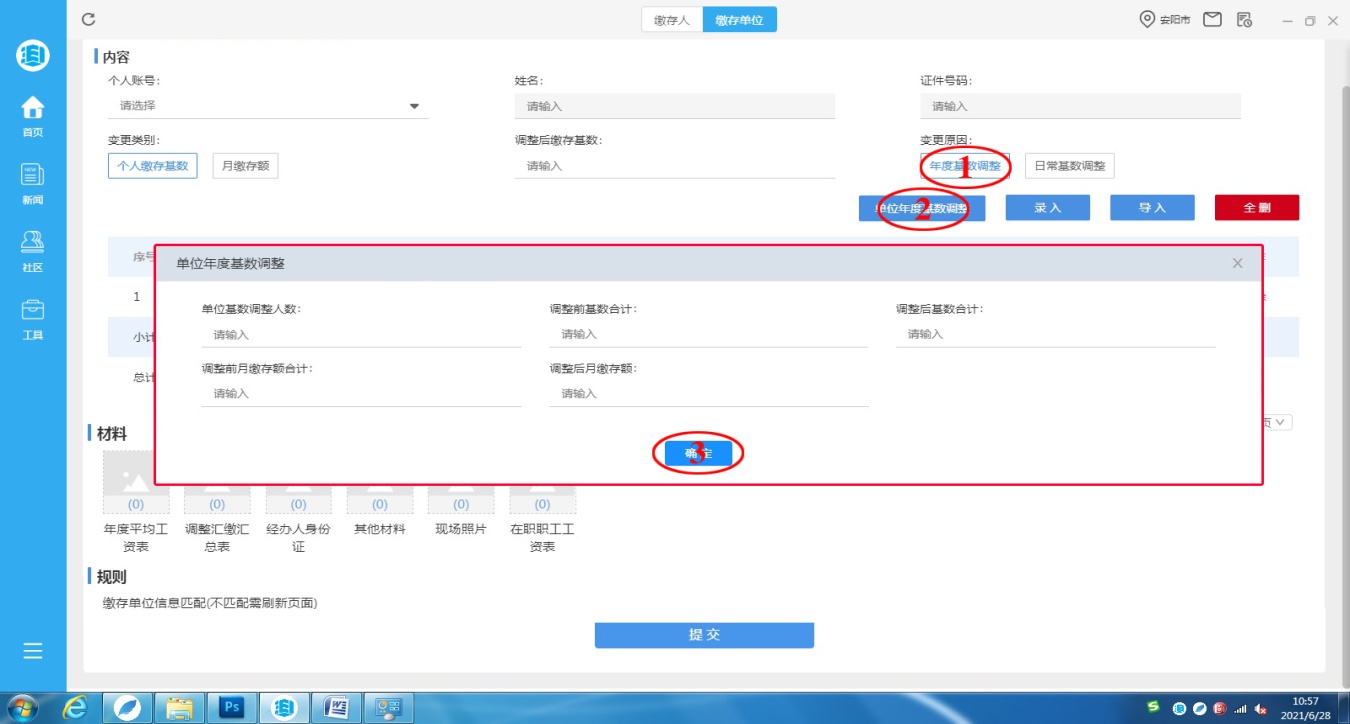 缴存人
缴存单位
安阳市
首页
新闻
社区
工具
内容
个人账号:
姓名:
证件号码:
请选择
请输入
请输入
变更类别:
调整后缴存基数:
变更原因:
个人缴存基数
月缴存额
请输入
年度基数调整
1
日常基数调整
单位年度基数调整
2
录入
导入
全删
序号
单位年度基数调整
1
单位基数调整人数:
调整前基数合计:
调整后基数合计:
请输入
请输入
请输入
小计
调整前月缴存额合计:
调整后月缴存额:
总计
请输入
请输入
页
材料
确定
3
(0)
(0)
(0)
(0)
(0)
(0)
年度平均工
资表
调整汇缴汇
总表
经办人身份
证
其他材料
现场照片
在职职工工
资表
规则
缴存单位信息匹配(不匹配需刷新页面)
提交
Ps
10:57
2021/6/28